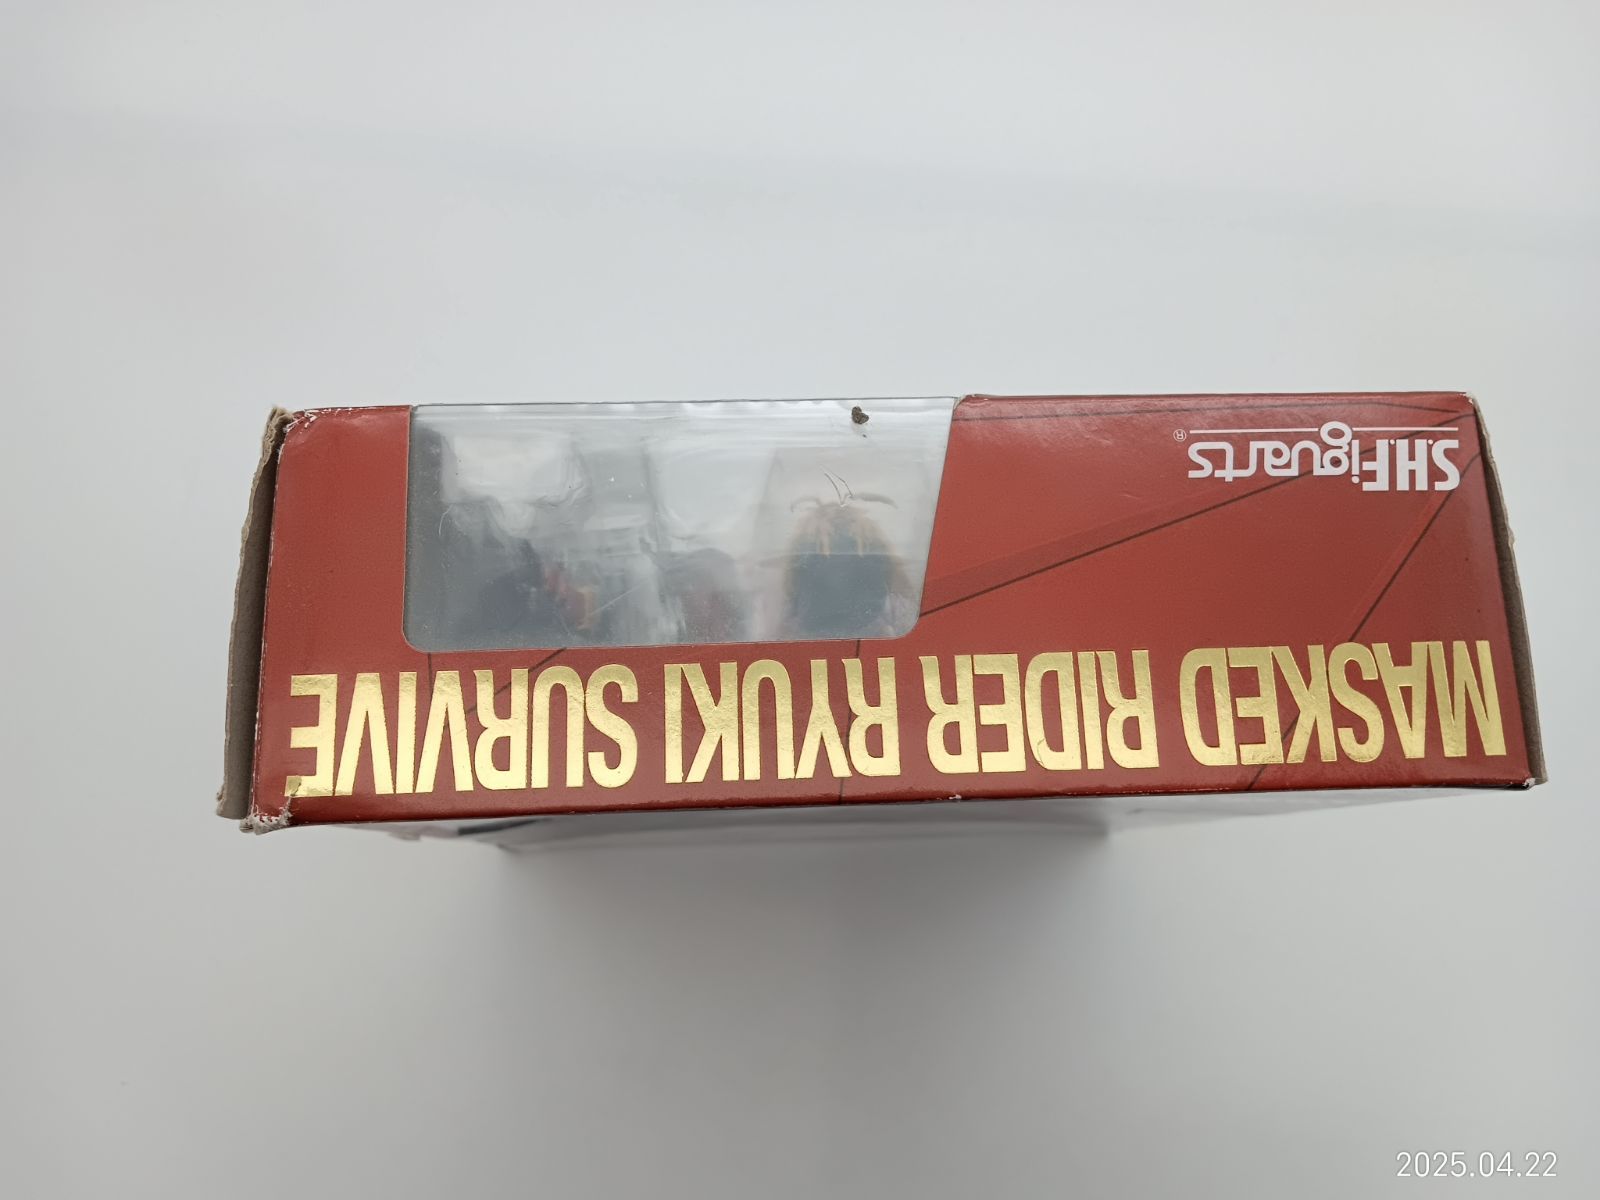 S.H.Figuarts®
MASKED RIDER RYUKI SURVIVE
2025.04.22